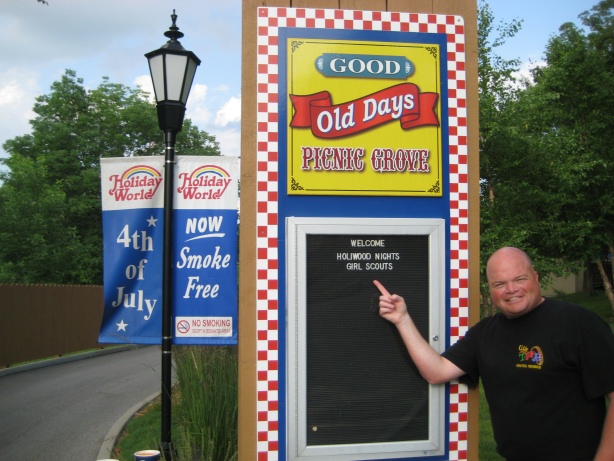 GOOD
Old Days
PICNIC GROVE
WELCOME
HOLIWOOD NIGHTS
GIRL SCOUTS
Holiday
World
4th
of
July
Holiday
World
NOW
Smoke
Free
NO SMOKING